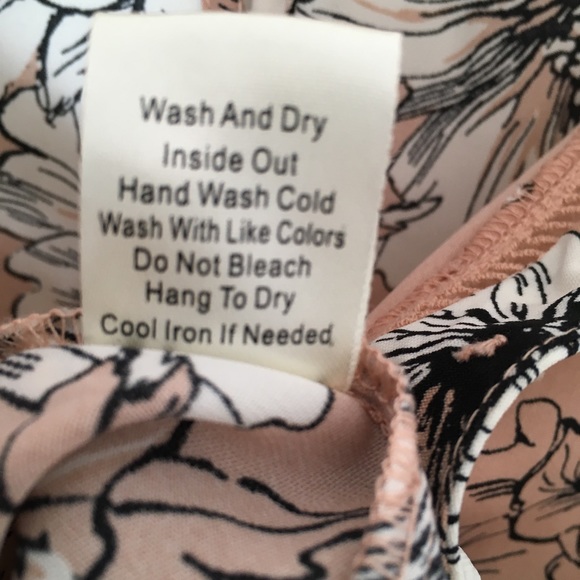 Wash And Dry
Inside Out
Hand Wash Cold
Wash With Like Colors
Do Not Bleach
Hang To Dry
Cool Iron If Needed.